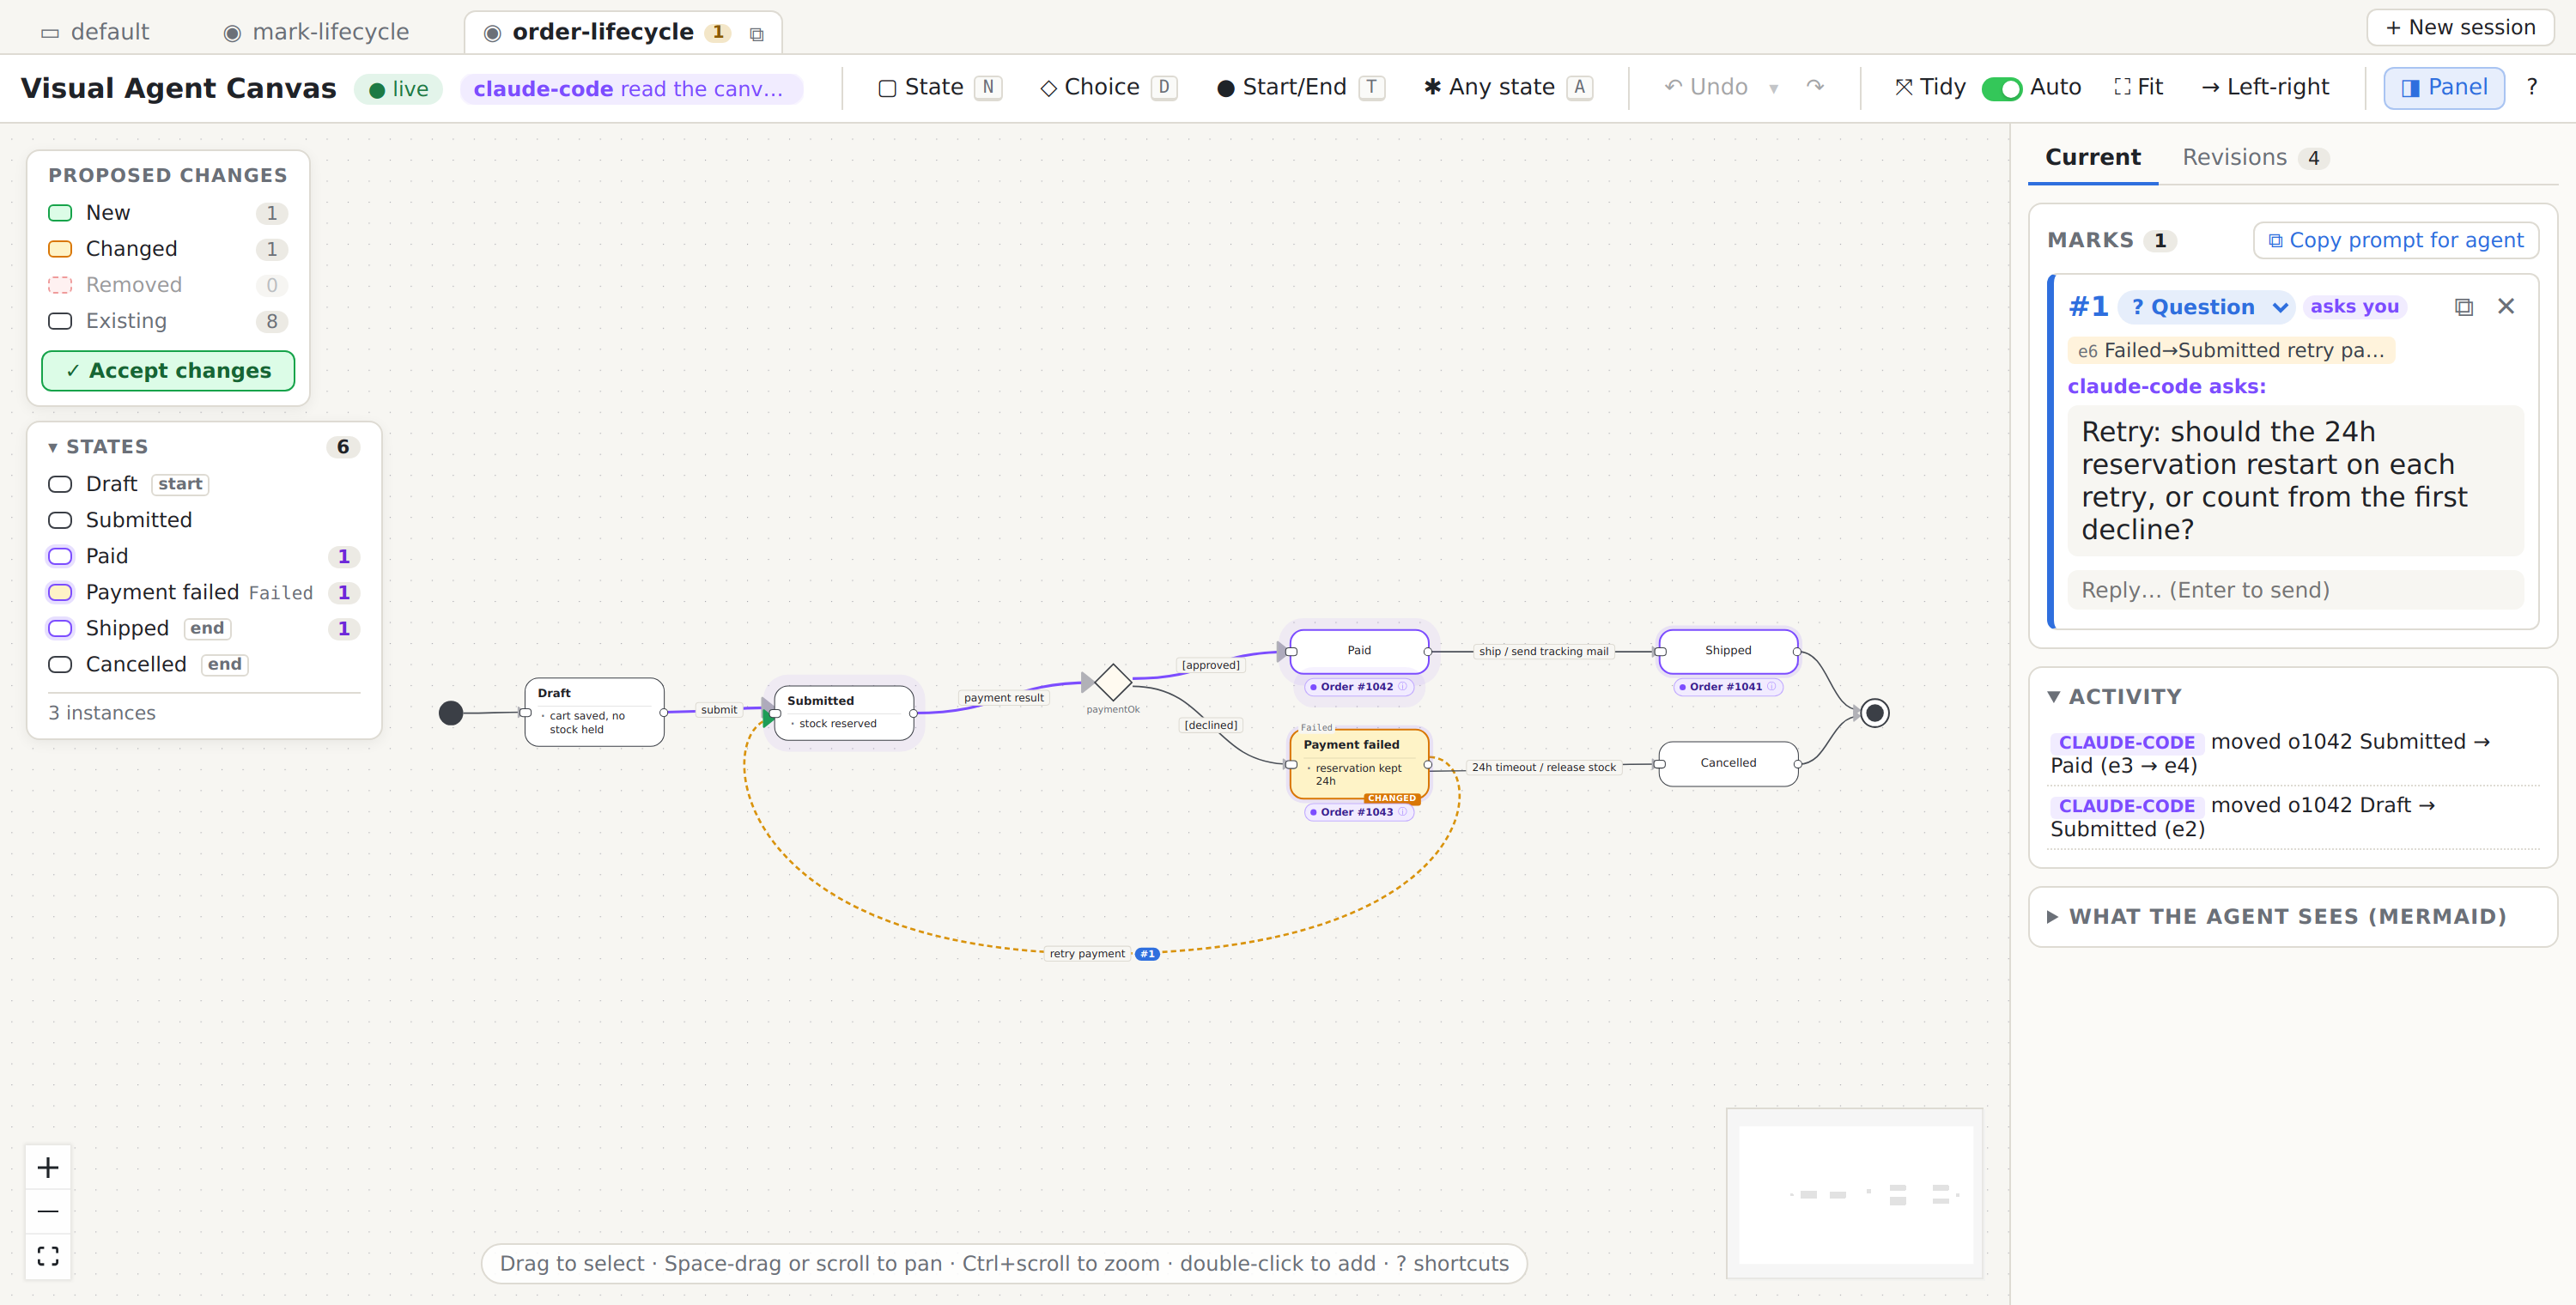 default
mark-lifecycle
order-lifecycle 1
+ New session
Visual Agent Canvas
live
claude-code read the canv...
State N
Choice D
Start/End T
Any state A
Undo
Tidy
Auto
Fit
→ Left-right
Panel
?
PROPOSED CHANGES
New 1
Changed 1
Removed 0
Existing 8
✓ Accept changes
STATES 6
Draft start
Submitted
Paid 1
Payment failed Failed 1
Shipped end 1
Cancelled end
3 instances
Draft
· cart saved, no
stock held
submit
Submitted
· stock reserved
payment result
paymentOk
[approved]
[declined]
Paid
Order #1042
ship / send tracking mail
Shipped
Order #1041
Failed
Payment failed
· reservation kept
24h
CHANGED
Order #1043
24h timeout / release stock
Cancelled
retry payment #1
Drag to select · Space-drag or scroll to pan · Ctrl+scroll to zoom · double-click to add · ? shortcuts
Current
Revisions 4
MARKS 1
Copy prompt for agent
#1 ? Question asks you
e6 Failed→Submitted retry pa...
claude-code asks:
Retry: should the 24h
reservation restart on each
retry, or count from the first
decline?
Reply... (Enter to send)
ACTIVITY
CLAUDE-CODE moved o1042 Submitted →
Paid (e3 → e4)
CLAUDE-CODE moved o1042 Draft →
Submitted (e2)
WHAT THE AGENT SEES (MERMAID)